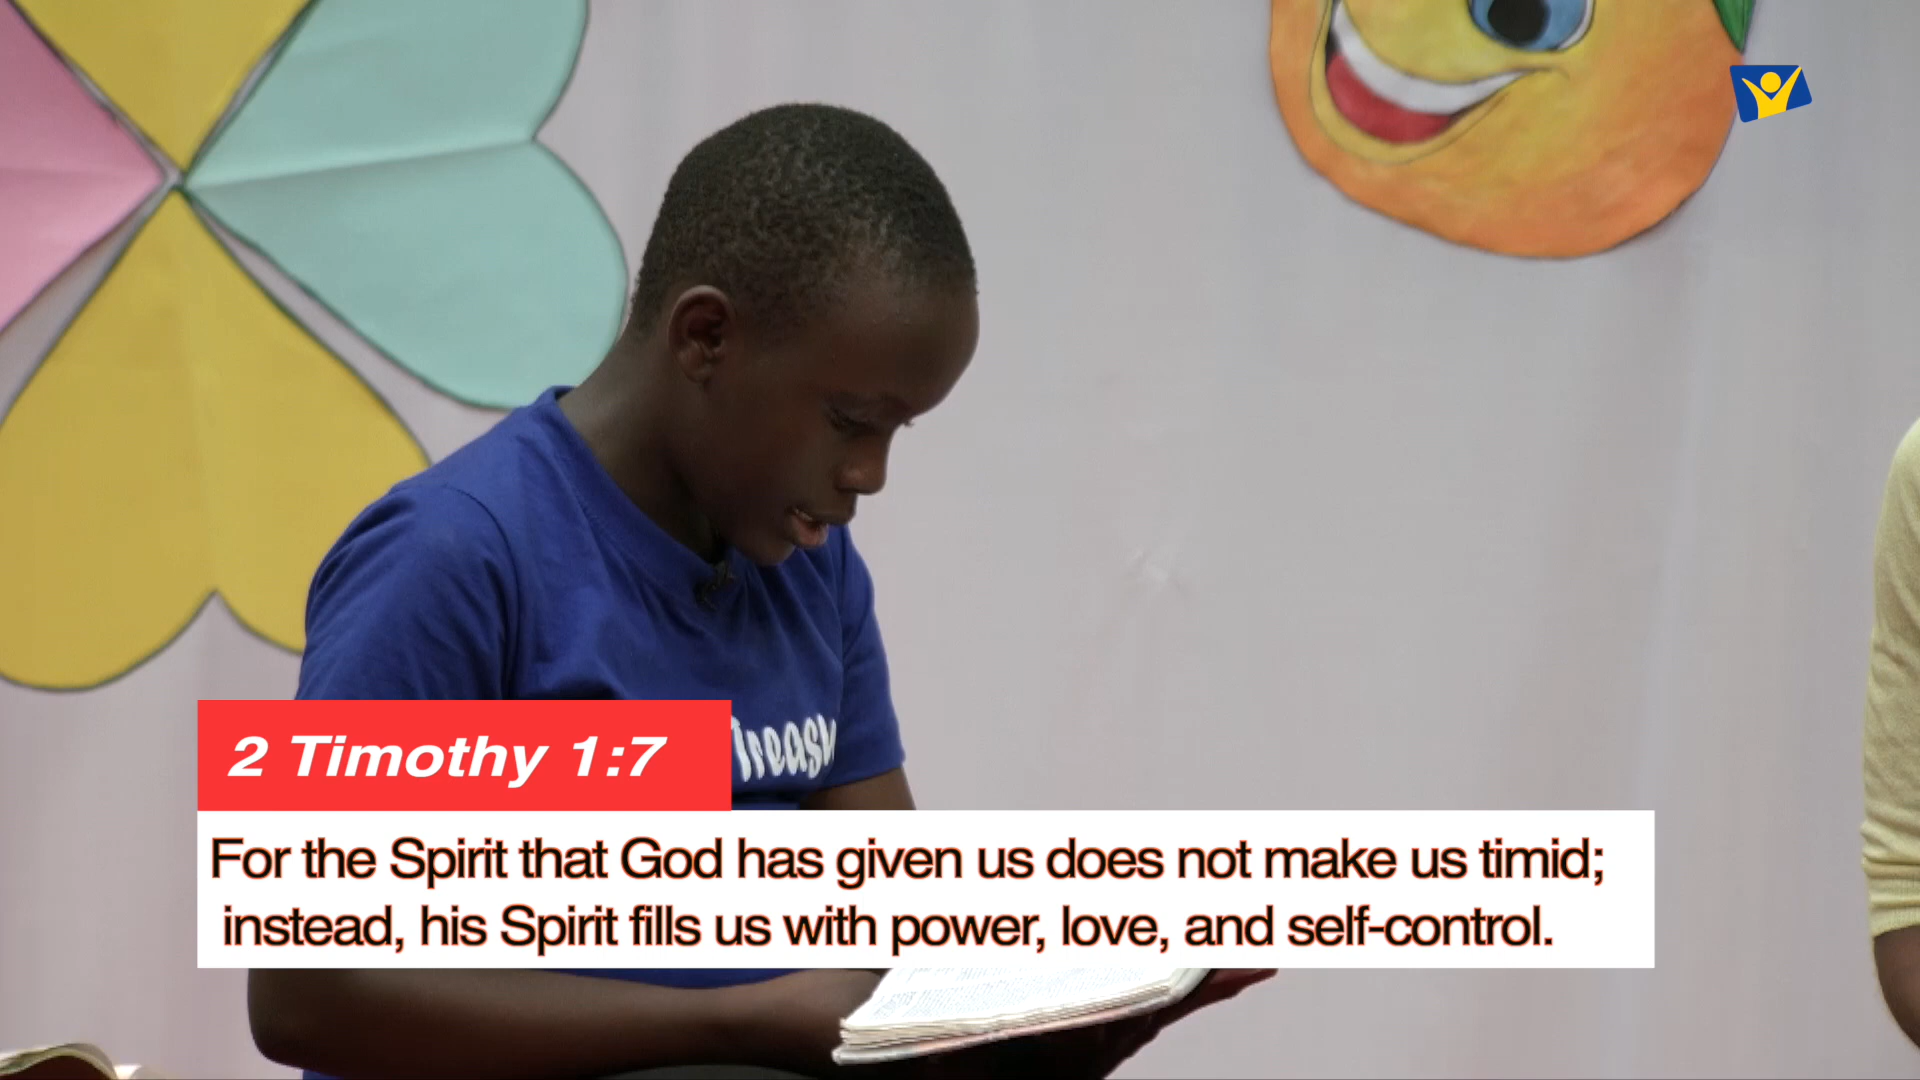 2 Timothy 1:7
For the Spirit that God has given us does not make us timid;
instead, his Spirit fills us with power, love, and self-control.